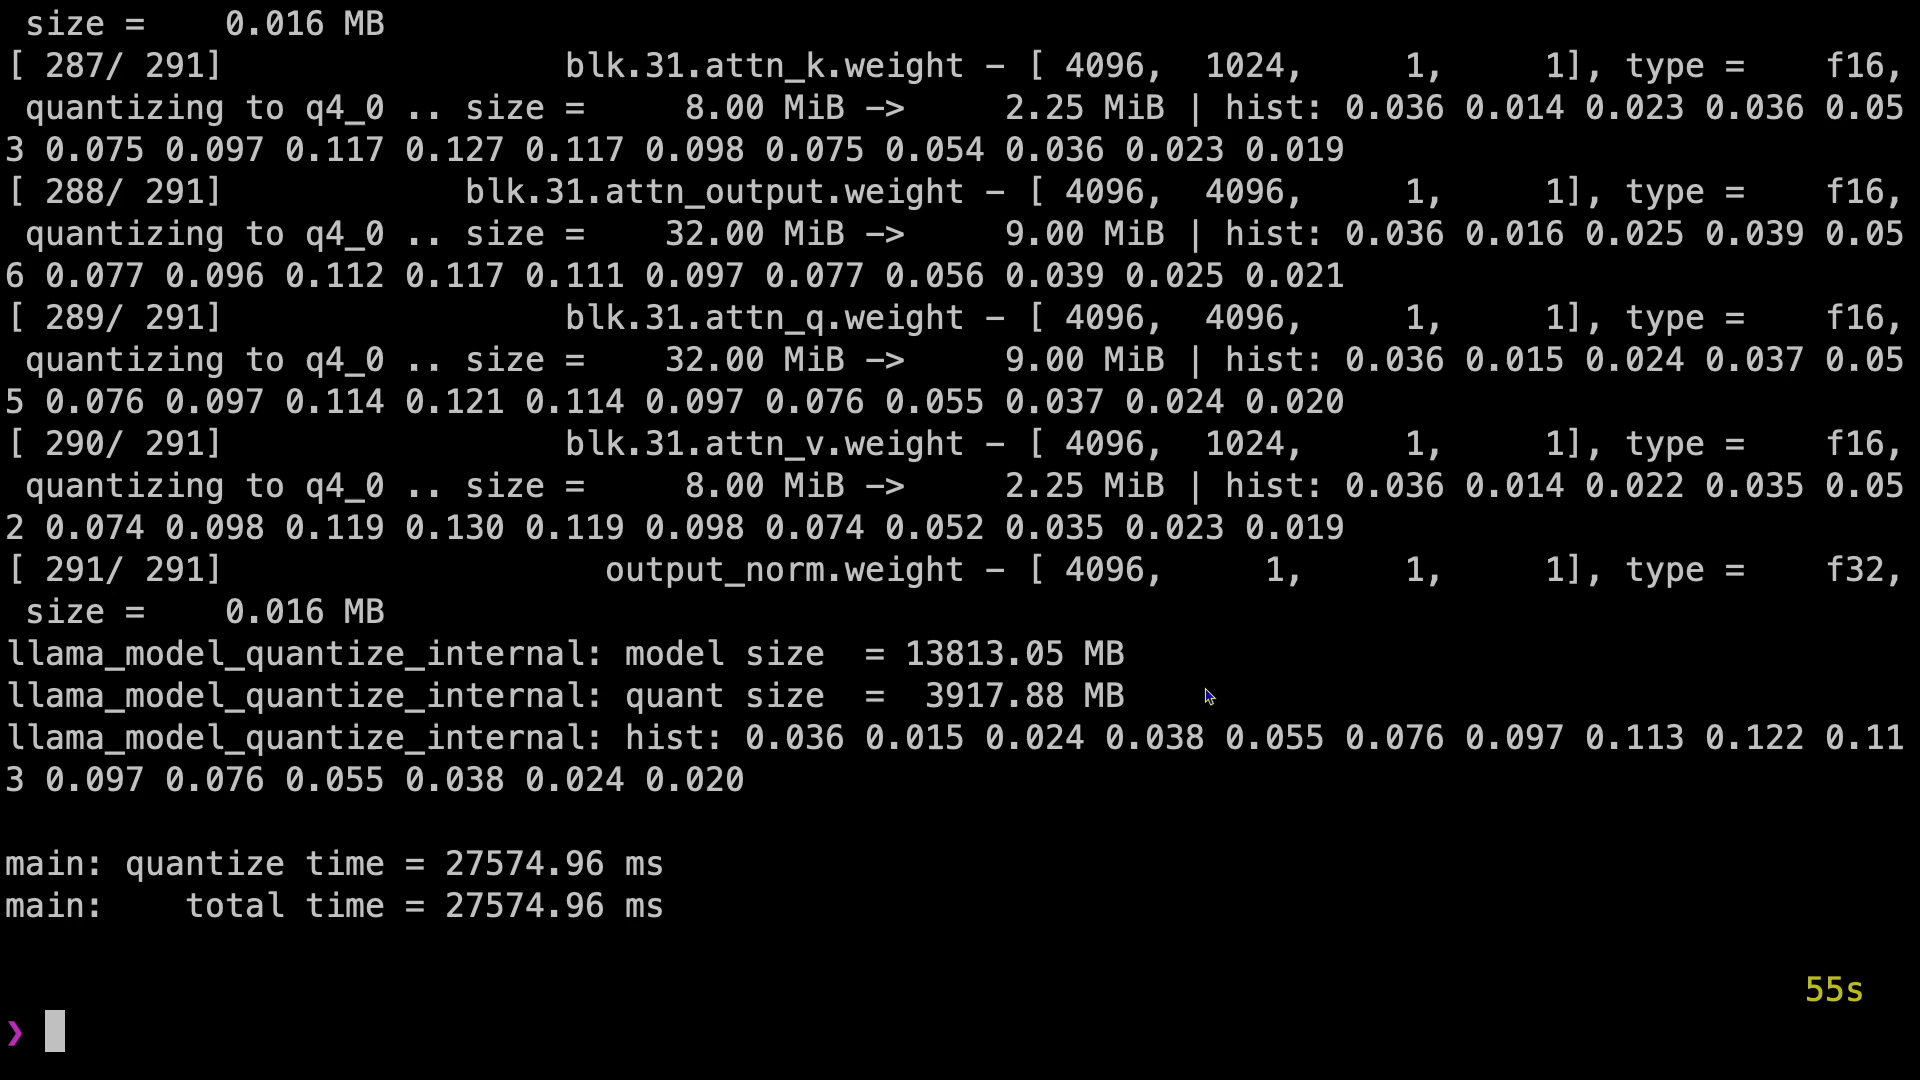 size =    0.016 MB
[ 287/ 291]                 blk.31.attn_k.weight - [ 4096,  1024,     1,     1], type =    f16,
 quantizing to q4_0 .. size =     8.00 MiB ->     2.25 MiB | hist: 0.036 0.014 0.023 0.036 0.05
3 0.075 0.097 0.117 0.127 0.117 0.098 0.075 0.054 0.036 0.023 0.019
[ 288/ 291]            blk.31.attn_output.weight - [ 4096,  4096,     1,     1], type =    f16,
 quantizing to q4_0 .. size =    32.00 MiB ->     9.00 MiB | hist: 0.036 0.016 0.025 0.039 0.05
6 0.077 0.096 0.112 0.117 0.111 0.097 0.077 0.056 0.039 0.025 0.021
[ 289/ 291]                 blk.31.attn_q.weight - [ 4096,  4096,     1,     1], type =    f16,
 quantizing to q4_0 .. size =    32.00 MiB ->     9.00 MiB | hist: 0.036 0.015 0.024 0.037 0.05
5 0.076 0.097 0.114 0.121 0.114 0.097 0.076 0.055 0.037 0.024 0.020
[ 290/ 291]                 blk.31.attn_v.weight - [ 4096,  1024,     1,     1], type =    f16,
 quantizing to q4_0 .. size =     8.00 MiB ->     2.25 MiB | hist: 0.036 0.014 0.022 0.035 0.05
2 0.074 0.098 0.119 0.130 0.119 0.098 0.074 0.052 0.035 0.023 0.019
[ 291/ 291]                   output_norm.weight - [ 4096,     1,     1,     1], type =    f32,
 size =    0.016 MB
llama_model_quantize_internal: model size  = 13813.05 MB
llama_model_quantize_internal: quant size  =  3917.88 MB
llama_model_quantize_internal: hist: 0.036 0.015 0.024 0.038 0.055 0.076 0.097 0.113 0.122 0.11
3 0.097 0.076 0.055 0.038 0.024 0.020
main: quantize time = 27574.96 ms
main:    total time = 27574.96 ms
55s
❯